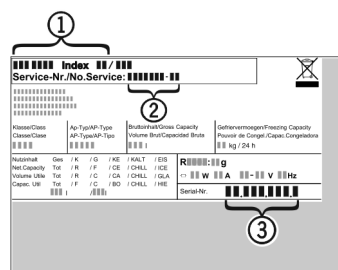 1
Index /
Service-Nr./No.Service: -
2
Klasse/Class
Classe/Clase
Ap-Typ/AP-Type
AP-Type/AP-Tipo
Bruttoinhalt/Gross Capacity
Volume Brut/Capacidad Bruta
l
Gefriervermoegen/Freezing Capacity
Pouvoir de Congel./Capac.Congeladora
kg / 24 h
Nutzinhalt Ges / K / G / KE / KALT / EIS
Net.Capacity Tot / R / F / CE / CHILL / ICE
Volume Utile Tot / R / C / CA / CHILL / GLA
Capac. Util Tot / F / C / BO / CHILL / HIE
l / l
R : g
W A - V Hz
Serial-Nr. . . .
3